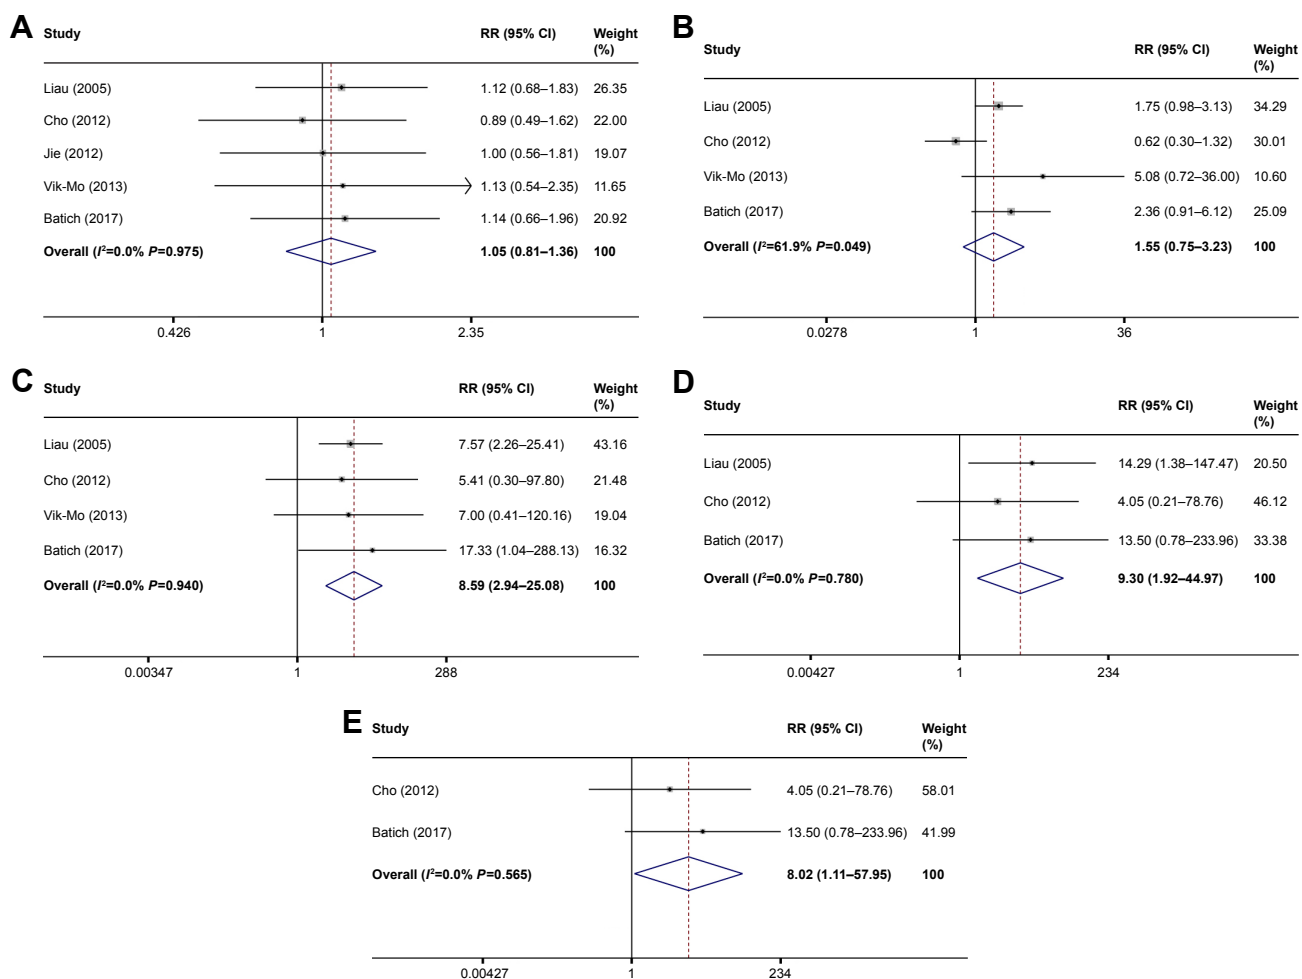 A
Study RR (95% CI) Weight (%)
Liau (2005) 1.12 (0.68–1.83) 26.35
Cho (2012) 0.89 (0.49–1.62) 22.00
Jie (2012) 1.00 (0.56–1.81) 19.07
Vik-Mo (2013) 1.13 (0.54–2.35) 11.65
Batich (2017) 1.14 (0.66–1.96) 20.92
Overall (I²=0.0% P=0.975) 1.05 (0.81–1.36) 100
0.426 1 2.35
B
Study RR (95% CI) Weight (%)
Liau (2005) 1.75 (0.98–3.13) 34.29
Cho (2012) 0.62 (0.30–1.32) 30.01
Vik-Mo (2013) 5.08 (0.72–36.00) 10.60
Batich (2017) 2.36 (0.91–6.12) 25.09
Overall (I²=61.9% P=0.049) 1.55 (0.75–3.23) 100
0.0278 1 36
C
Study RR (95% CI) Weight (%)
Liau (2005) 7.57 (2.26–25.41) 43.16
Cho (2012) 5.41 (0.30–97.80) 21.48
Vik-Mo (2013) 7.00 (0.41–120.16) 19.04
Batich (2017) 17.33 (1.04–288.13) 16.32
Overall (I²=0.0% P=0.940) 8.59 (2.94–25.08) 100
0.00347 1 288
D
Study RR (95% CI) Weight (%)
Liau (2005) 14.29 (1.38–147.47) 20.50
Cho (2012) 4.05 (0.21–78.76) 46.12
Batich (2017) 13.50 (0.78–233.96) 33.38
Overall (I²=0.0% P=0.780) 9.30 (1.92–44.97) 100
0.00427 1 234
E
Study RR (95% CI) Weight (%)
Cho (2012) 4.05 (0.21–78.76) 58.01
Batich (2017) 13.50 (0.78–233.96) 41.99
Overall (I²=0.0% P=0.565) 8.02 (1.11–57.95) 100
0.00427 1 234